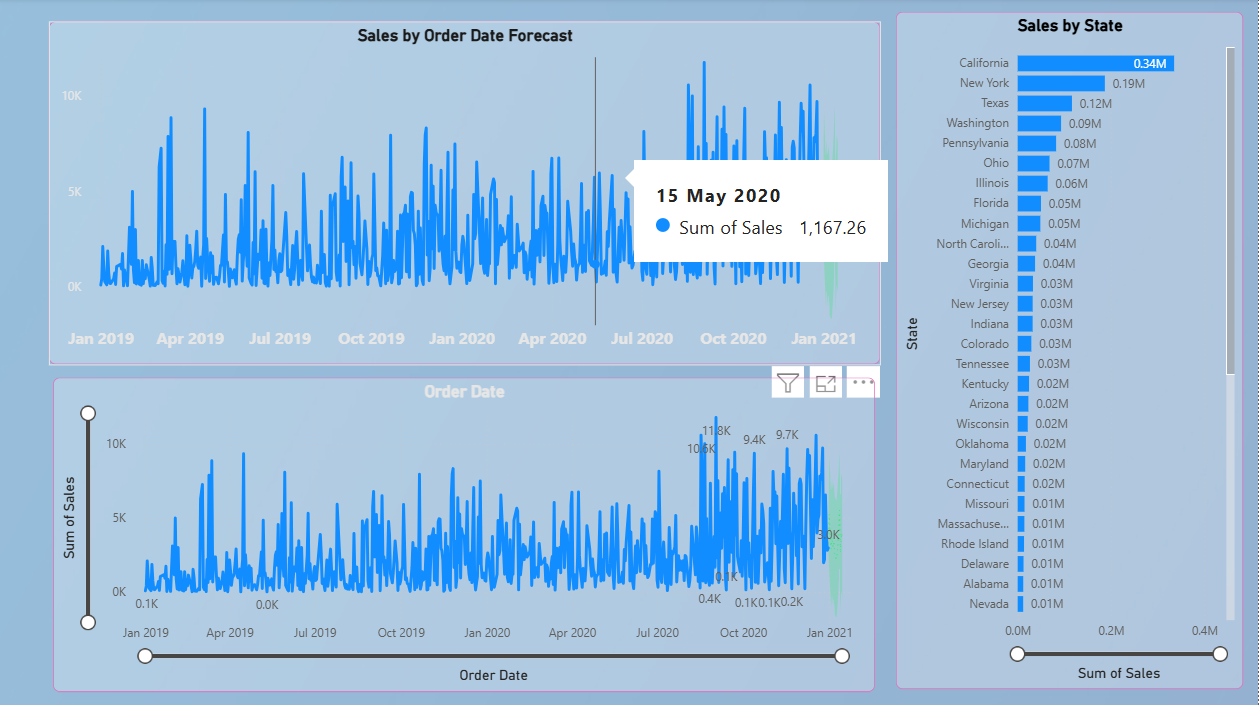 Sales by Order Date Forecast
10K
5K
0K
Jan 2019 Apr 2019 Jul 2019 Oct 2019 Jan 2020 Apr 2020 Jul 2020 Oct 2020 Jan 2021
15 May 2020
Sum of Sales 1,167.26
Order Date
Sum of Sales
10K
5K
0K
11.8K
10.6K
9.4K
9.7K
3.0K
0.1K
0.0K
0.1K
0.4K
0.1K
0.1K
0.2K
Jan 2019 Apr 2019 Jul 2019 Oct 2019 Jan 2020 Apr 2020 Jul 2020 Oct 2020 Jan 2021
Order Date
Sales by State
State
California 0.34M
New York 0.19M
Texas 0.12M
Washington 0.09M
Pennsylvania 0.08M
Ohio 0.07M
Illinois 0.06M
Florida 0.05M
Michigan 0.05M
North Caroli... 0.04M
Georgia 0.04M
Virginia 0.03M
New Jersey 0.03M
Indiana 0.03M
Colorado 0.03M
Tennessee 0.03M
Kentucky 0.02M
Arizona 0.02M
Wisconsin 0.02M
Oklahoma 0.02M
Maryland 0.02M
Connecticut 0.02M
Missouri 0.01M
Massachuse... 0.01M
Rhode Island 0.01M
Delaware 0.01M
Alabama 0.01M
Nevada 0.01M
0.0M 0.2M 0.4M
Sum of Sales